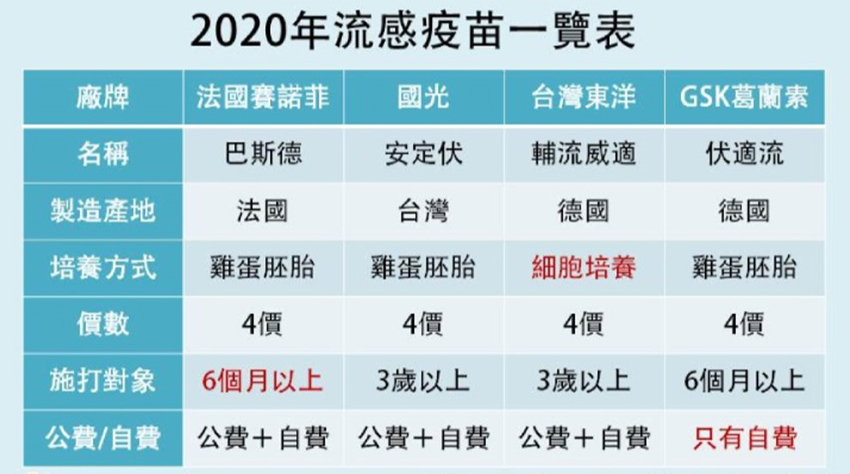 2020年流感疫苗一覽表
廠牌 法國賽諾菲 國光 台灣東洋 GSK葛蘭素
名稱 巴斯德 安定伏 輔流威適 伏適流
製造產地 法國 台灣 德國 德國
培養方式 雞蛋胚胎 雞蛋胚胎 細胞培養 雞蛋胚胎
價數 4價 4價 4價 4價
施打對象 6個月以上 3歲以上 3歲以上 6個月以上
公費/自費 公費＋自費 公費＋自費 公費＋自費 只有自費